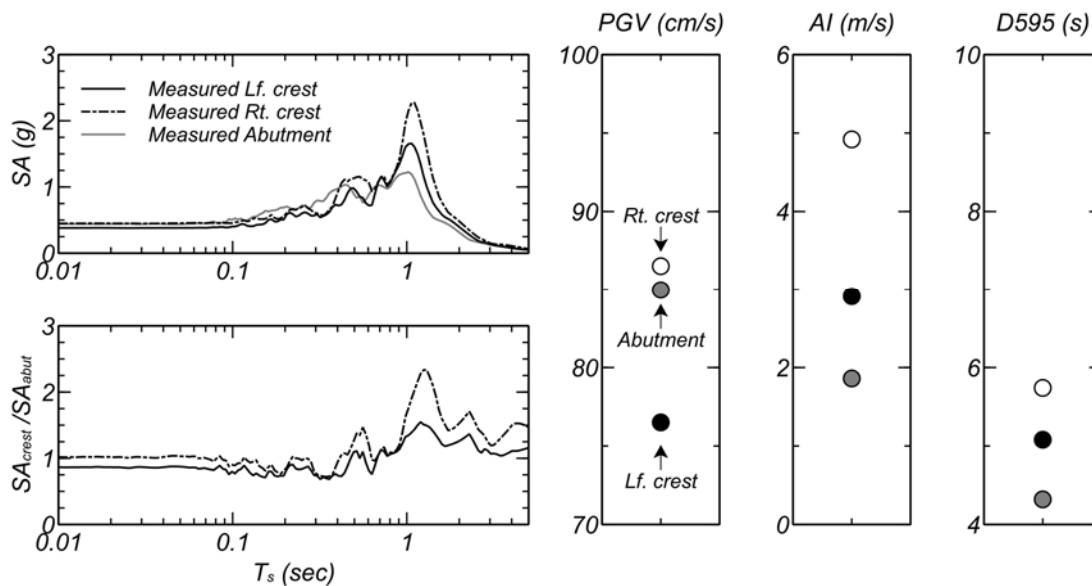 PGV (cm/s)
AI (m/s)
D595 (s)
3
2
1
0
SA (g)
Measured Lf. crest
Measured Rt. crest
Measured Abutment
0.01
0.1
1
3
2
1
0
SAcrest /SAabut
0.01
0.1
1
Ts (sec)
100
90
80
70
Rt. crest
Abutment
Lf. crest
6
4
2
0
10
8
6
4